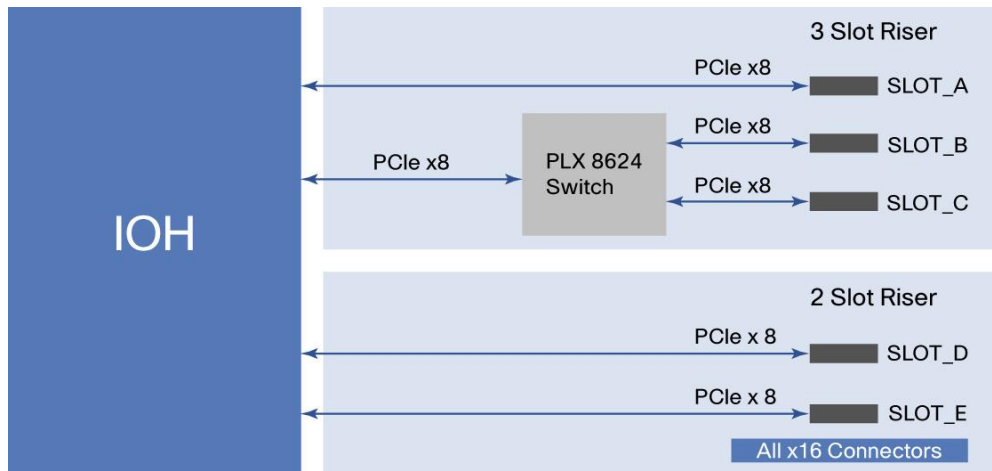 3 Slot Riser
PCIe x8
SLOT_A
PCIe x8
PLX 8624
Switch
PCIe x8
SLOT_B
PCIe x8
SLOT_C
IOH
2 Slot Riser
PCIe x 8
SLOT_D
PCIe x 8
SLOT_E
All x16 Connectors